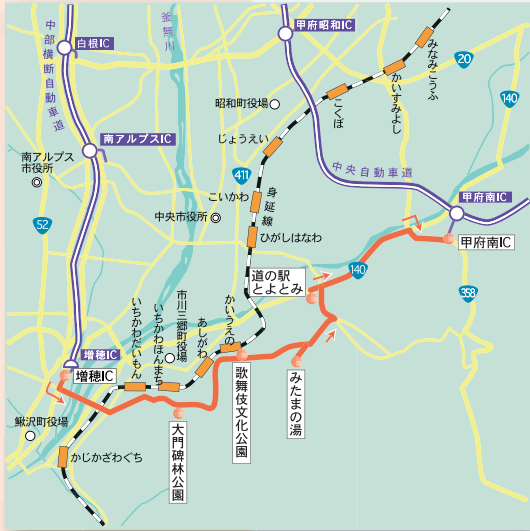 中部横断自動車道
白根IC
釜無川
甲府昭和IC
みなみこうふ
20
かいすみよし
140
昭和町役場
こくぼ
じょうえい
南アルプスIC
南アルプス
市役所
411
中央自動車道
こいかわ
身延線
甲府南IC
中央市役所
52
ひがしはなわ
甲府南IC
道の駅
とよとみ
140
358
いちかわだいもん
いちかわほんまち
市川三郷町役場
あしがわ
かいうえの
増穂IC
増穂IC
歌舞伎文化公園
みたまの湯
大門碑林公園
鰍沢町役場
かじかざわぐち